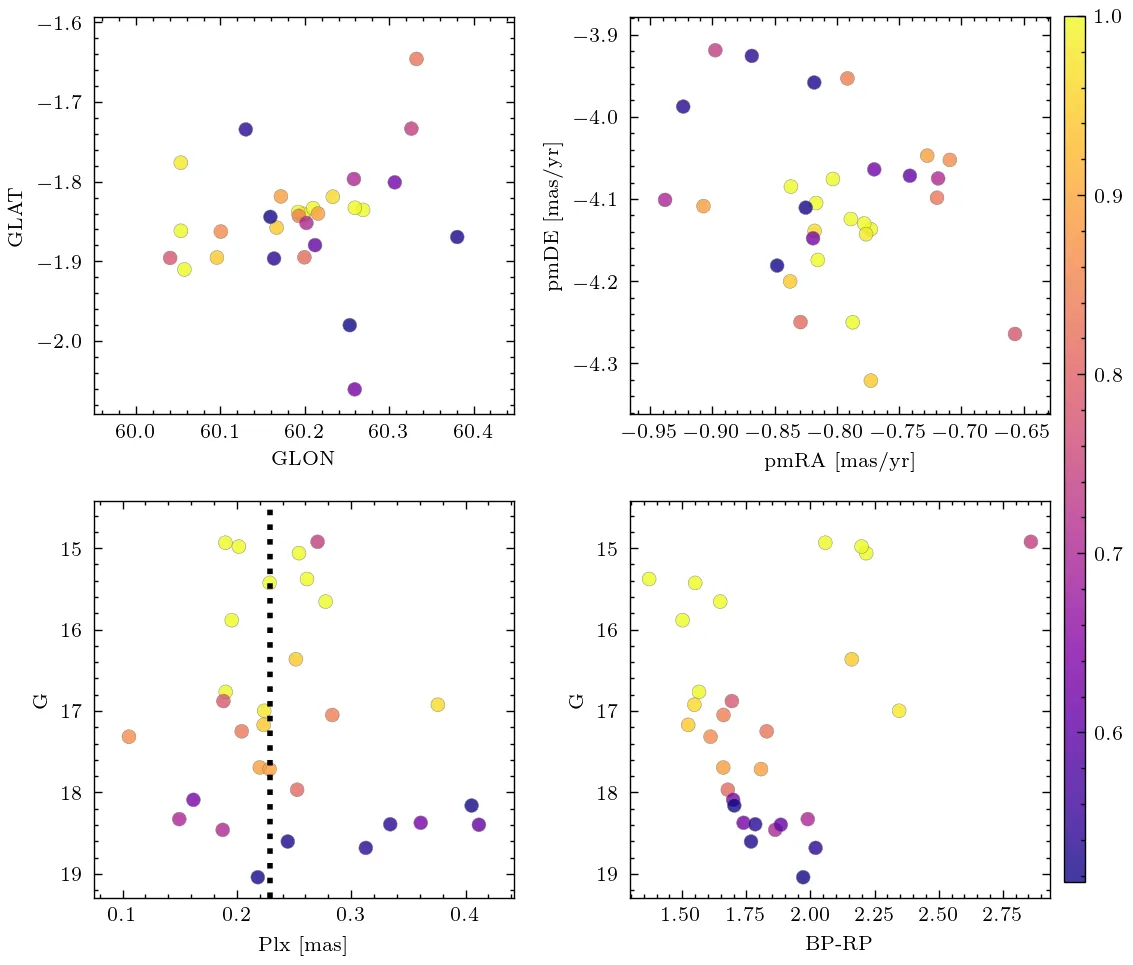 −1.6
−1.7
−1.8
−1.9
−2.0
GLAT
60.0 60.1 60.2 60.3 60.4
GLON
−3.9
−4.0
−4.1
−4.2
−4.3
pmDE [mas/yr]
−0.95 −0.90 −0.85 −0.80 −0.75 −0.70 −0.65
pmRA [mas/yr]
15
16
17
18
19
G
0.1 0.2 0.3 0.4
Plx [mas]
15
16
17
18
19
G
1.50 1.75 2.00 2.25 2.50 2.75
BP-RP
1.0
0.9
0.8
0.7
0.6